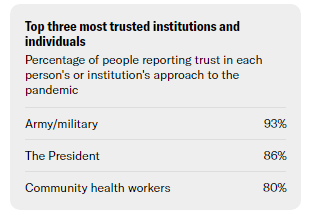 Top three most trusted institutions and
individuals
Percentage of people reporting trust in each
person's or institution's approach to the
pandemic
Army/military 93%
The President 86%
Community health workers 80%